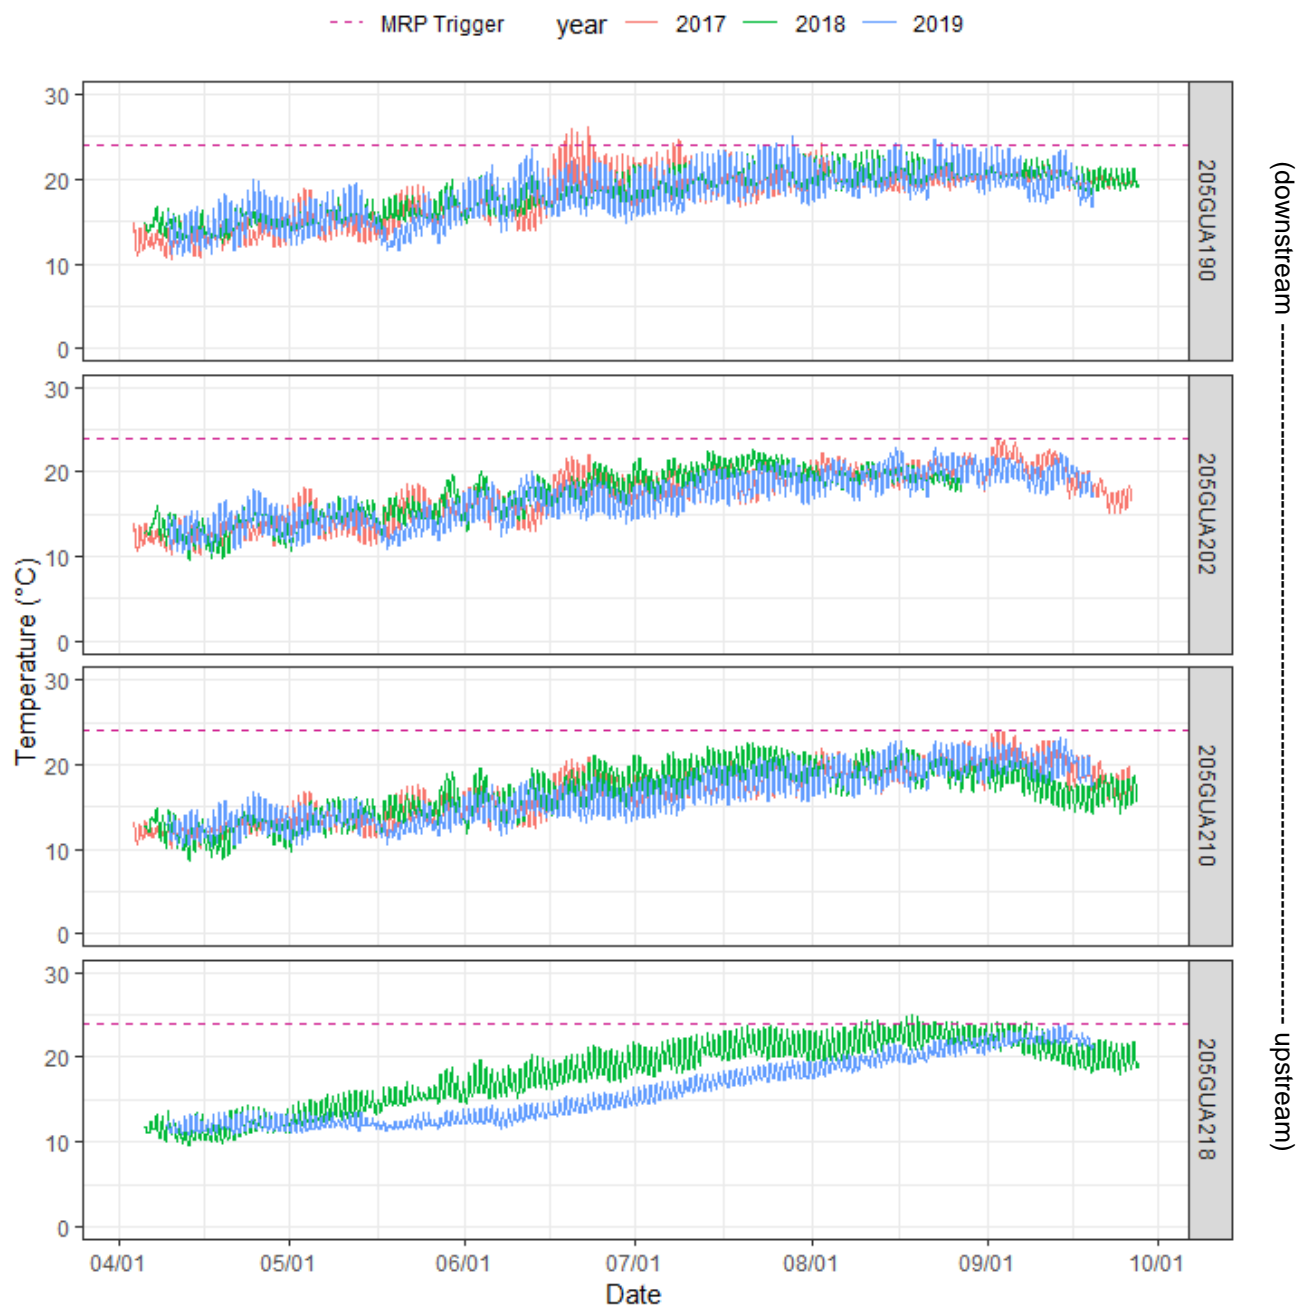 MRP Trigger year 2017 2018 2019
30
20
10
0
205GUA190
30
20
10
0
205GUA202
30
20
10
0
205GUA210
30
20
10
0
205GUA218
Temperature (°C)
04/01 05/01 06/01 07/01 08/01 09/01 10/01
Date
(downstream ------------------------------------------------ upstream)